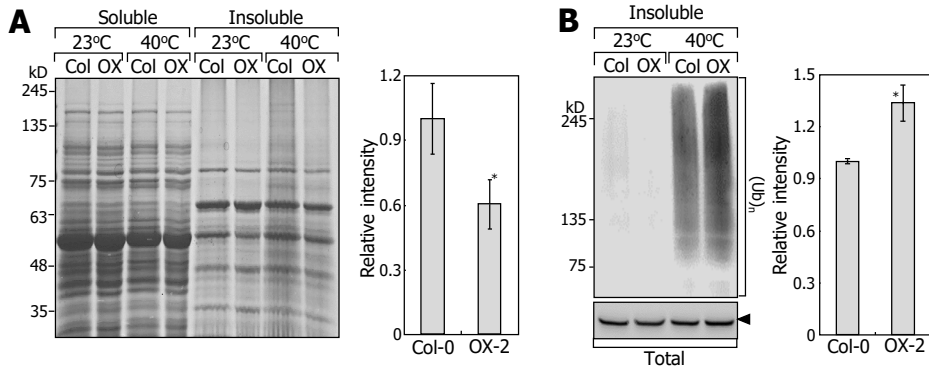 A
Soluble Insoluble
23°C 40°C 23°C 40°C
kD Col OX Col OX Col OX Col OX
245
135
75
63
48
35
Relative intensity
1.2
0.9
0.6
0.3
0
*
Col-0 OX-2
B
Insoluble
23°C 40°C
Col OX Col OX
kD
245
135
75
(Ub)n
Total
Relative intensity
1.5
1.2
0.9
0.6
0.3
0.0
*
Col-0 OX-2